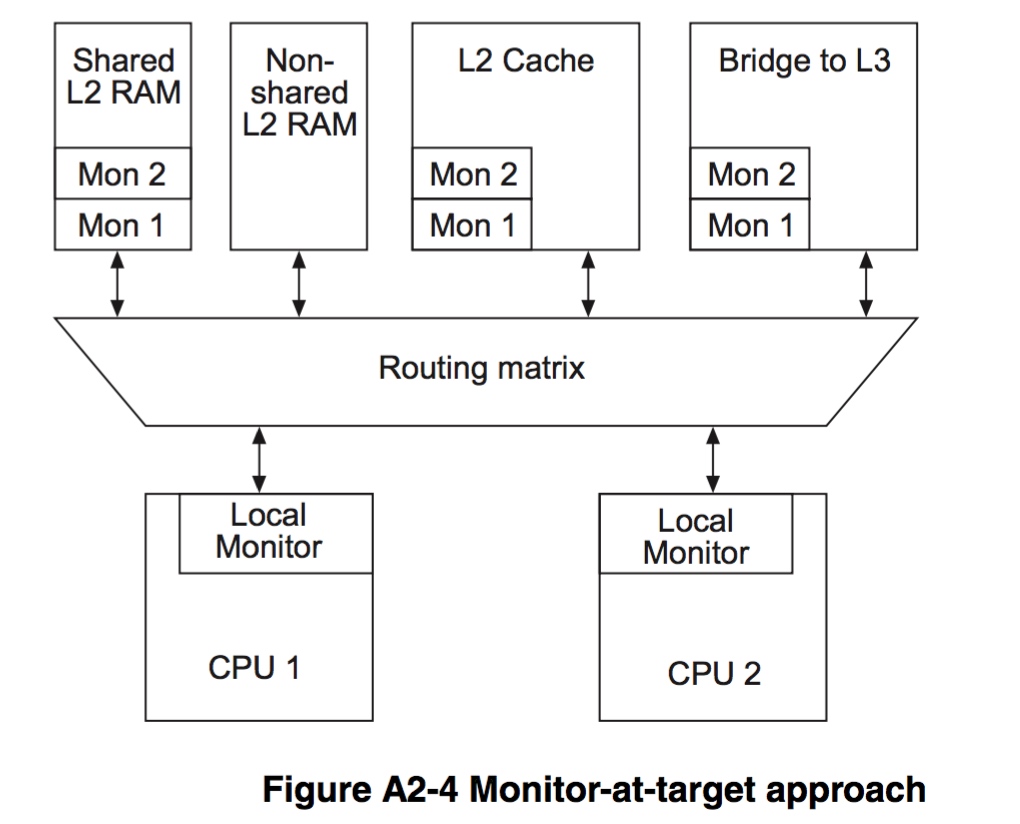 Shared
L2 RAM
Mon 2
Mon 1
Non-
shared
L2 RAM
L2 Cache
Mon 2
Mon 1
Bridge to L3
Mon 2
Mon 1
Routing matrix
Local
Monitor
CPU 1
Local
Monitor
CPU 2
Figure A2-4 Monitor-at-target approach